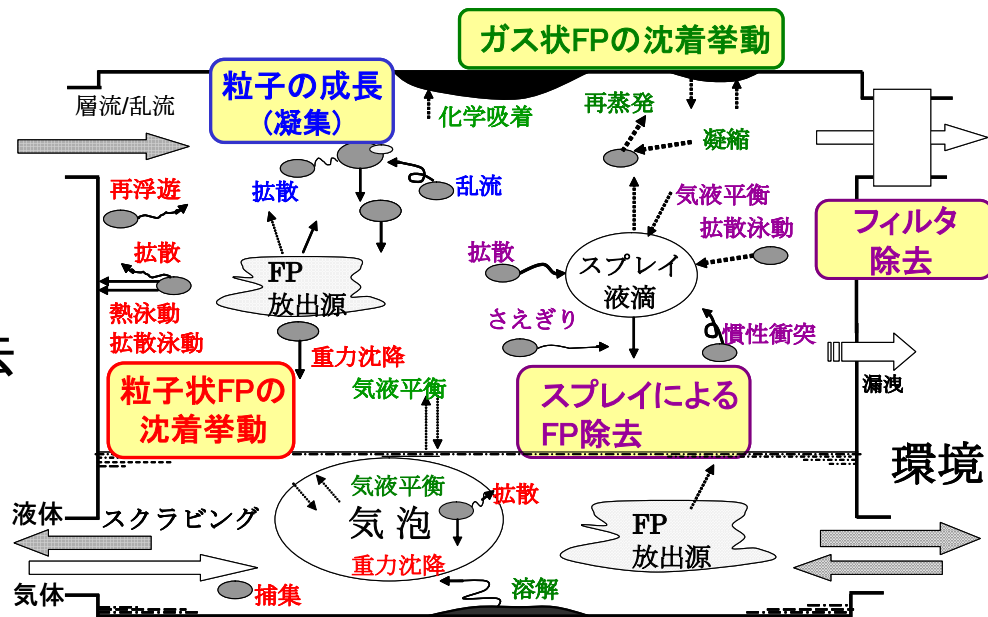 ガス状FPの沈着挙動
粒子の成長
(凝集)
層流/乱流
化学吸着
再蒸発
凝縮
拡散
乱流
再浮遊
気液平衡
拡散泳動
フィルタ
除去
拡散
FP
放出源
拡散
スプレイ
液滴
熱泳動
拡散泳動
さえぎり
慣性衝突
重力沈降
漏洩
粒子状FPの
沈着挙動
気液平衡
スプレイによる
FP除去
環境
気液平衡
拡散
液体
スクラビング
気泡
FP
放出源
重力沈降
気体
捕集
溶解